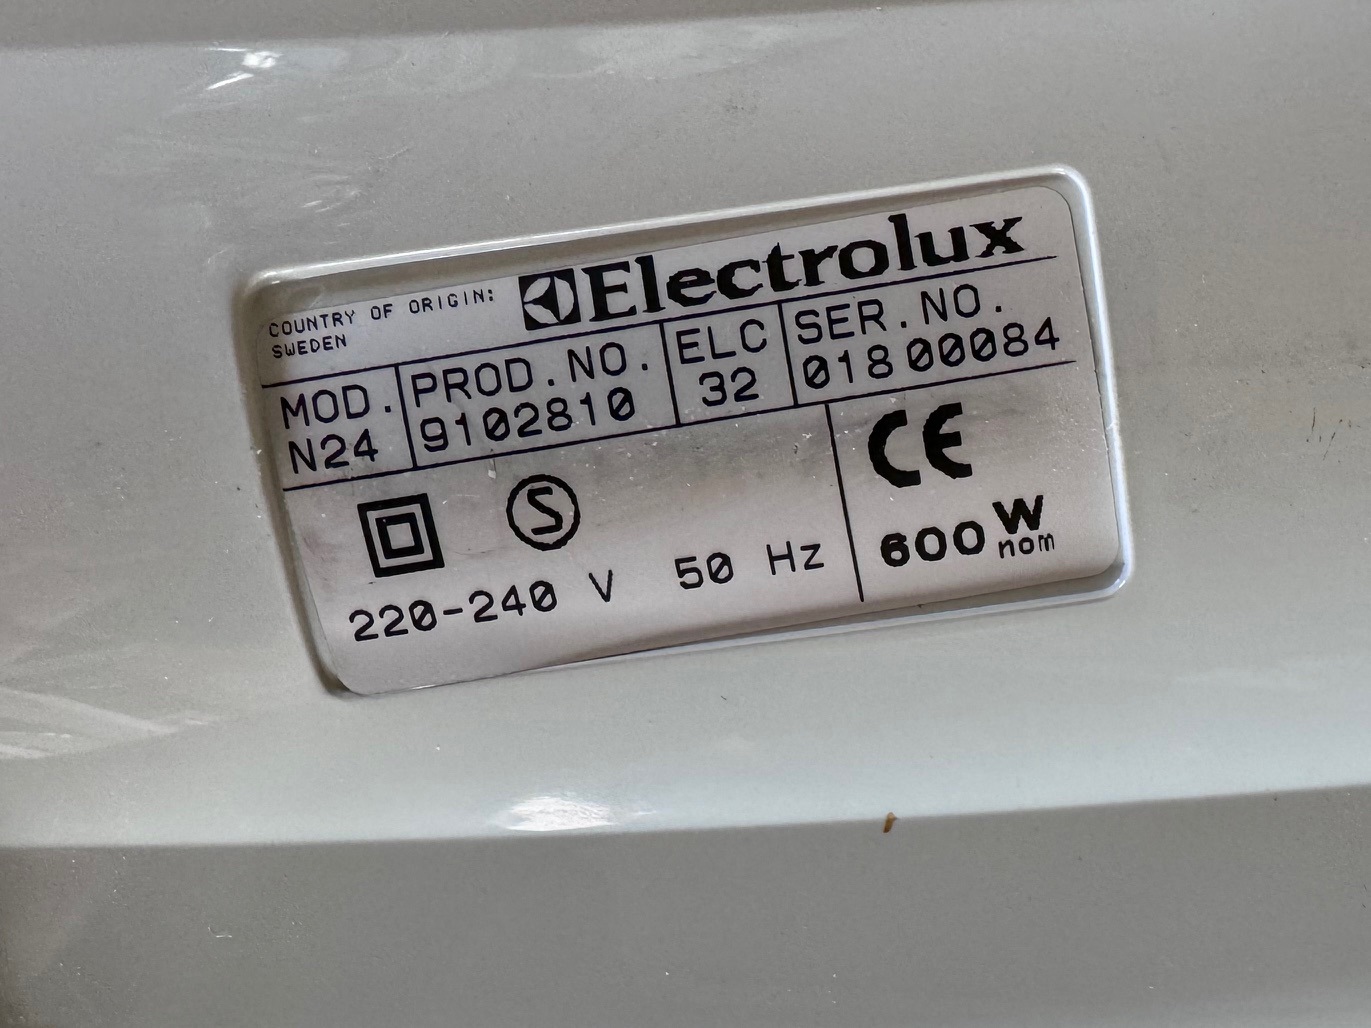 Electrolux
COUNTRY OF ORIGIN:
SWEDEN
MOD. PROD.NO. ELC SER.NO.
N24 9102810 32 01800084
S
CE
220-240 V 50 Hz
600 W nom